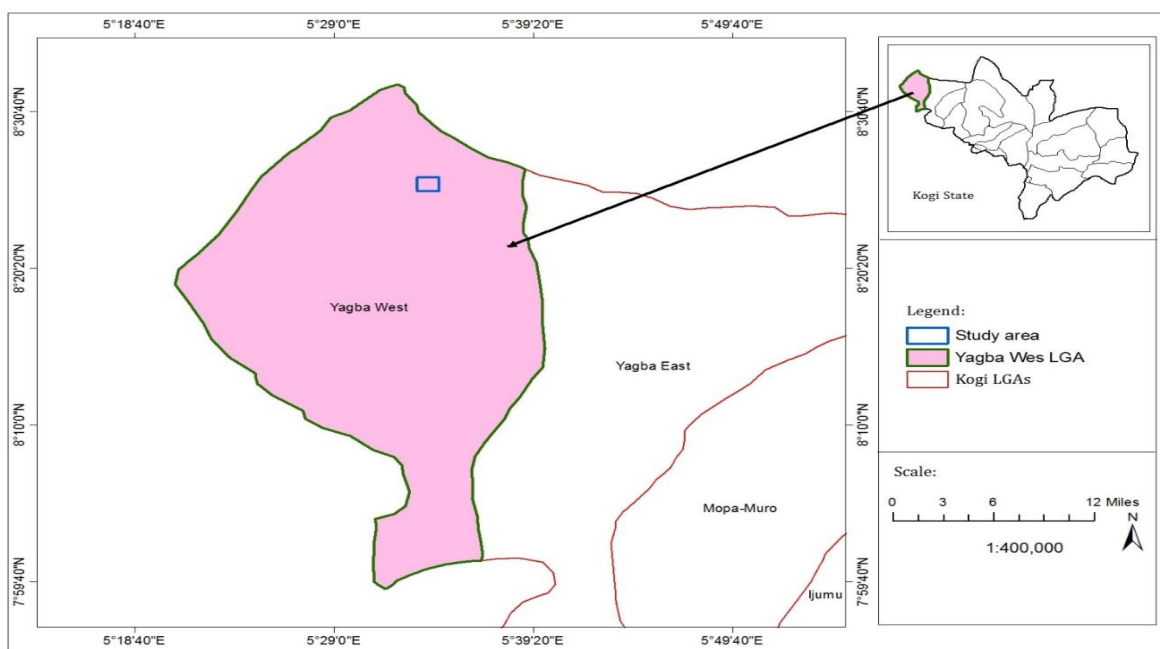 5°18'40"E 5°29'0"E 5°39'20"E 5°49'40"E
8°30'40"N
8°20'20"N
8°10'0"N
7°59'40"N
Yagba West
Yagba East
Mopa-Muro
Ijumu
8°30'40"N
8°20'20"N
8°10'0"N
7°59'40"N
5°18'40"E 5°29'0"E 5°39'20"E 5°49'40"E
Kogi State
Legend:
Study area
Yagba Wes LGA
Kogi LGAs
Scale:
0 3 6 12 Miles
N
1:400,000